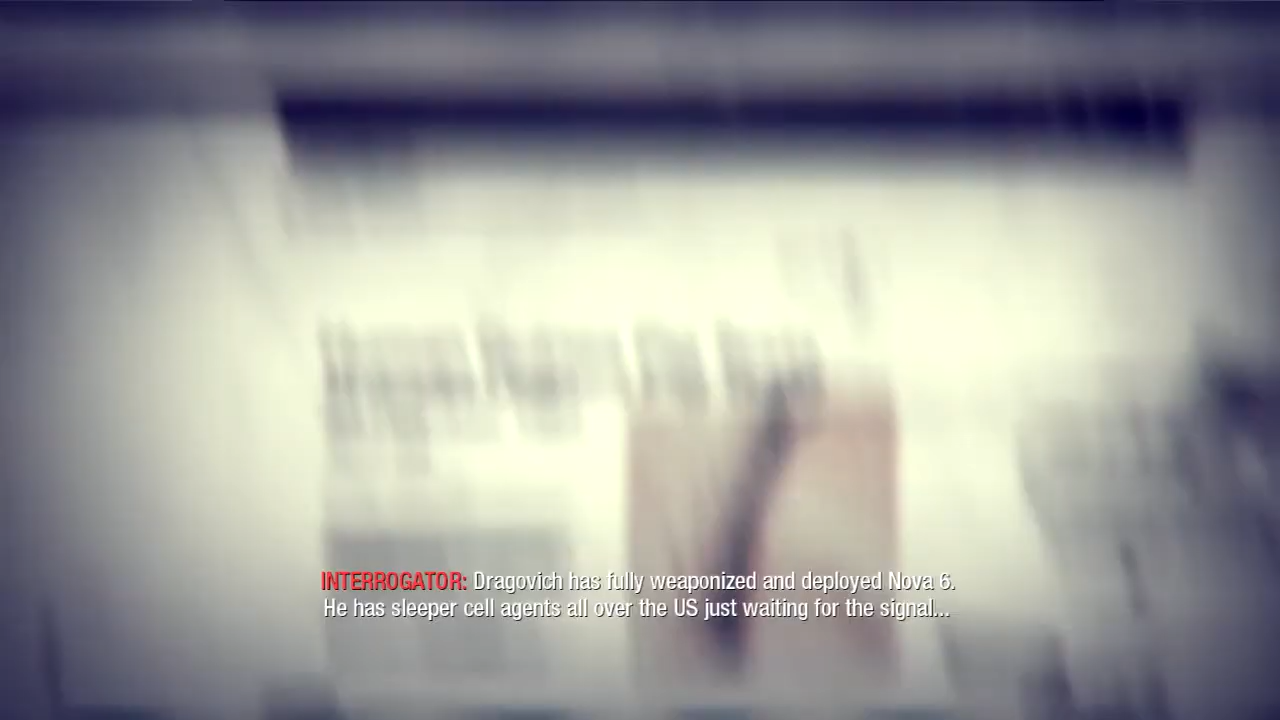 INTERROGATOR: Dragovich has fully weaponized and deployed Nova 6.
He has sleeper cell agents all over the US just waiting for the signal...